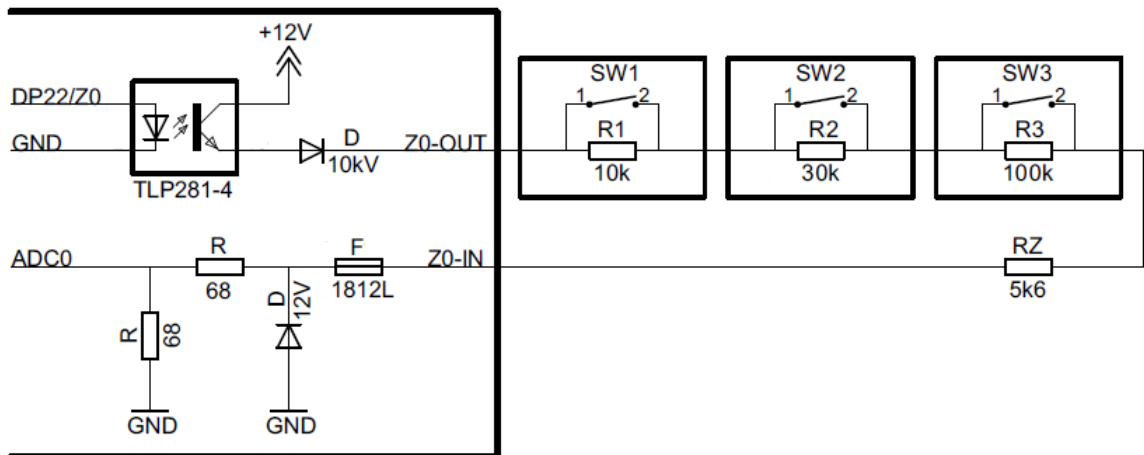 +12V
DP22/Z0
GND
TLP281-4
D
10kV
Z0-OUT
SW1
1 2
R1
10k
SW2
1 2
R2
30k
SW3
1 2
R3
100k
ADC0
R
68
F
1812L
Z0-IN
RZ
5k6
D
12V
R
68
GND
GND